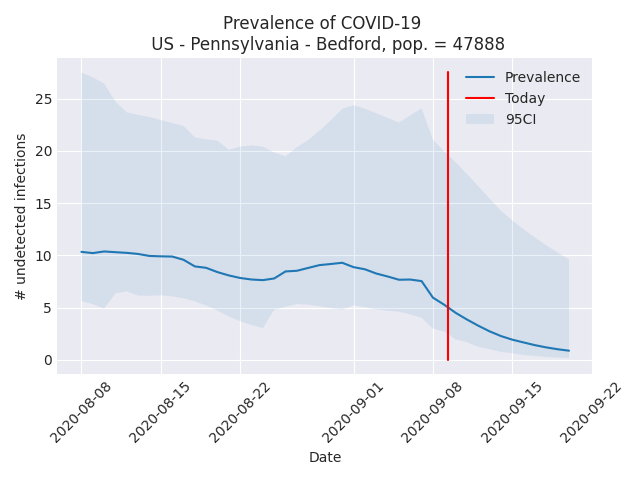 Prevalence of COVID-19
US - Pennsylvania - Bedford, pop. = 47888
Prevalence
Today
95CI
# undetected infections
25
20
15
10
5
0
2020-08-08
2020-08-15
2020-08-22
2020-09-01
2020-09-08
2020-09-15
2020-09-22
Date